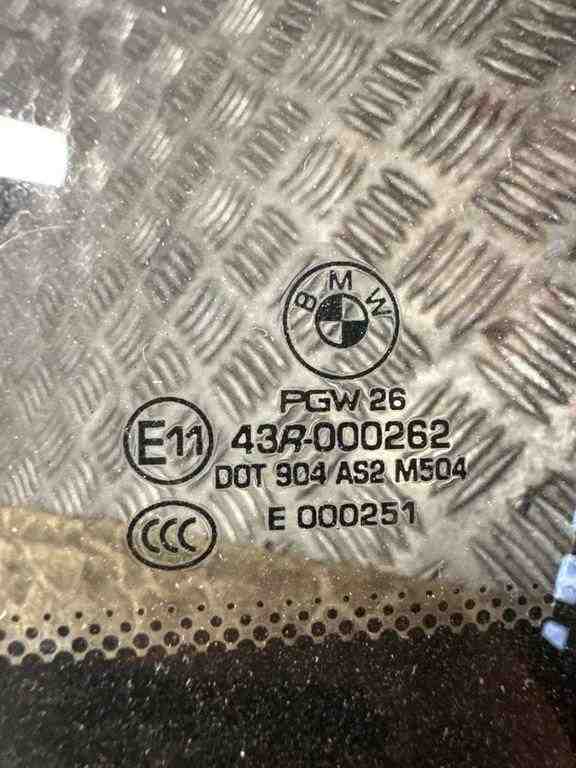 BMW
PGW 26
E11 43R-000262
DOT 904 AS2 M504
CCC E 000251